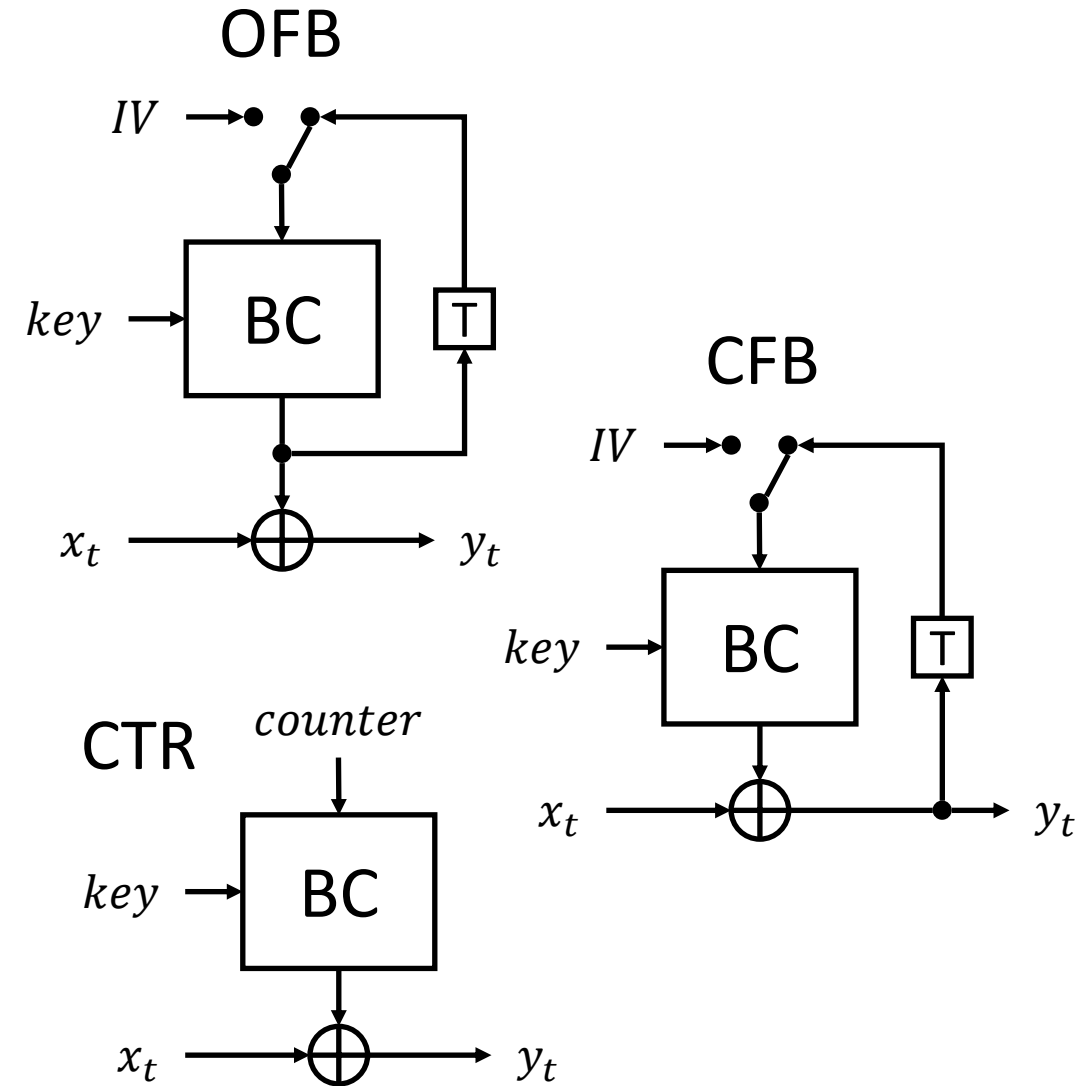 OFB
IV
key
BC
T
x_t
y_t
CFB
IV
key
BC
T
x_t
y_t
CTR
counter
key
BC
x_t
y_t